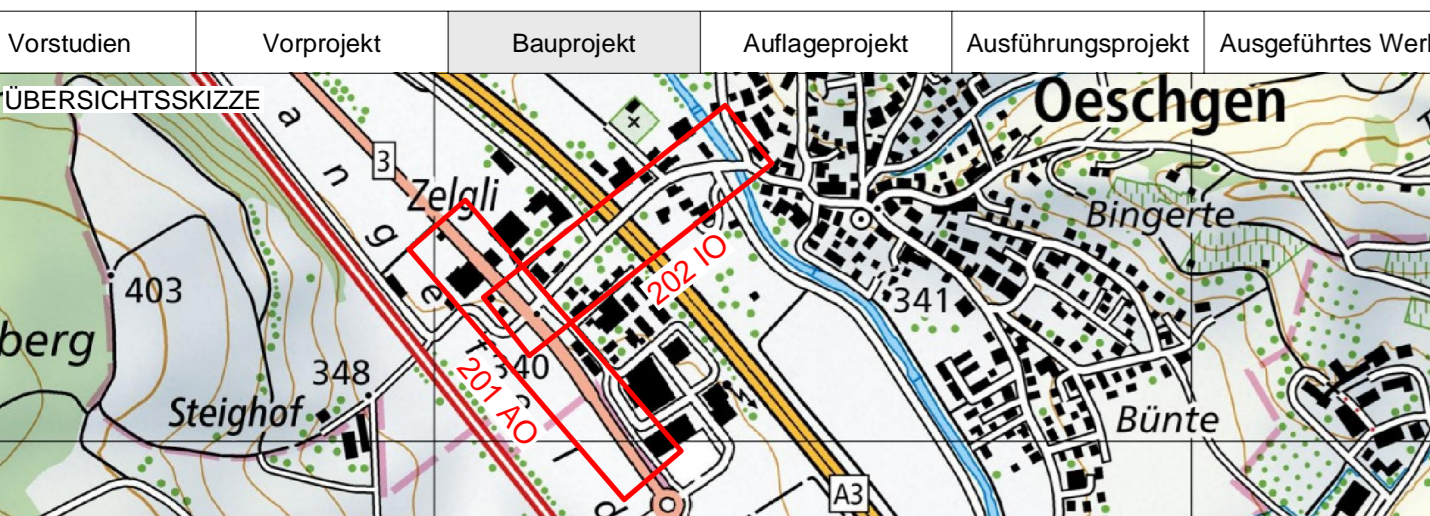 Vorstudien
Vorprojekt
Bauprojekt
Auflageprojekt
Ausführungsprojekt
Ausgeführtes Werk
ÜBERSICHTSSKIZZE
Oeschgen
3
Zelgli
Bingerte
403
341
berg
348
340
Steighof
Bünte
A3
201 AO
202 IO